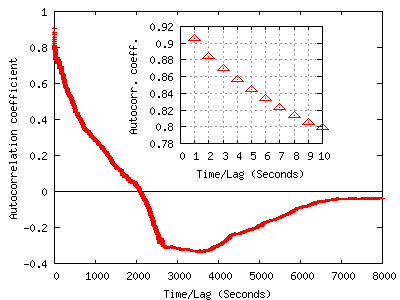 1
0.8
0.6
0.4
0.2
0
-0.2
-0.4
Autocorrelation coefficient
0 1000 2000 3000 4000 5000 6000 7000 8000
Time/Lag (Seconds)
0.92
0.9
0.88
0.86
0.84
0.82
0.8
0.78
Autocorr. coeff.
0 1 2 3 4 5 6 7 8 9 10
Time/Lag (Seconds)